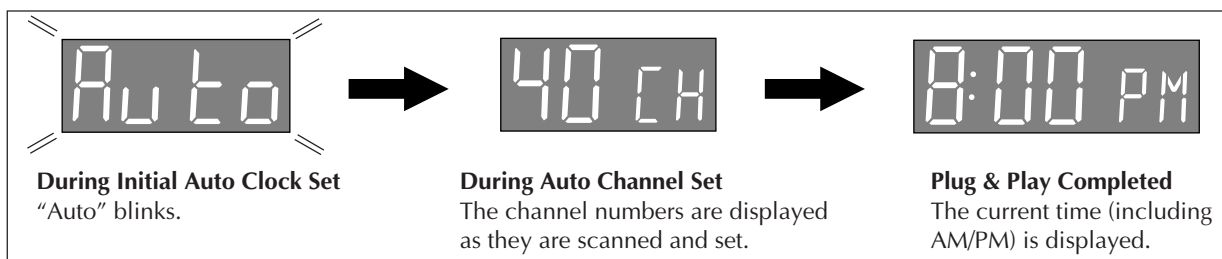 Auto
40 CH
8:00 PM
During Initial Auto Clock Set
“Auto” blinks.
During Auto Channel Set
The channel numbers are displayed
as they are scanned and set.
Plug & Play Completed
The current time (including
AM/PM) is displayed.